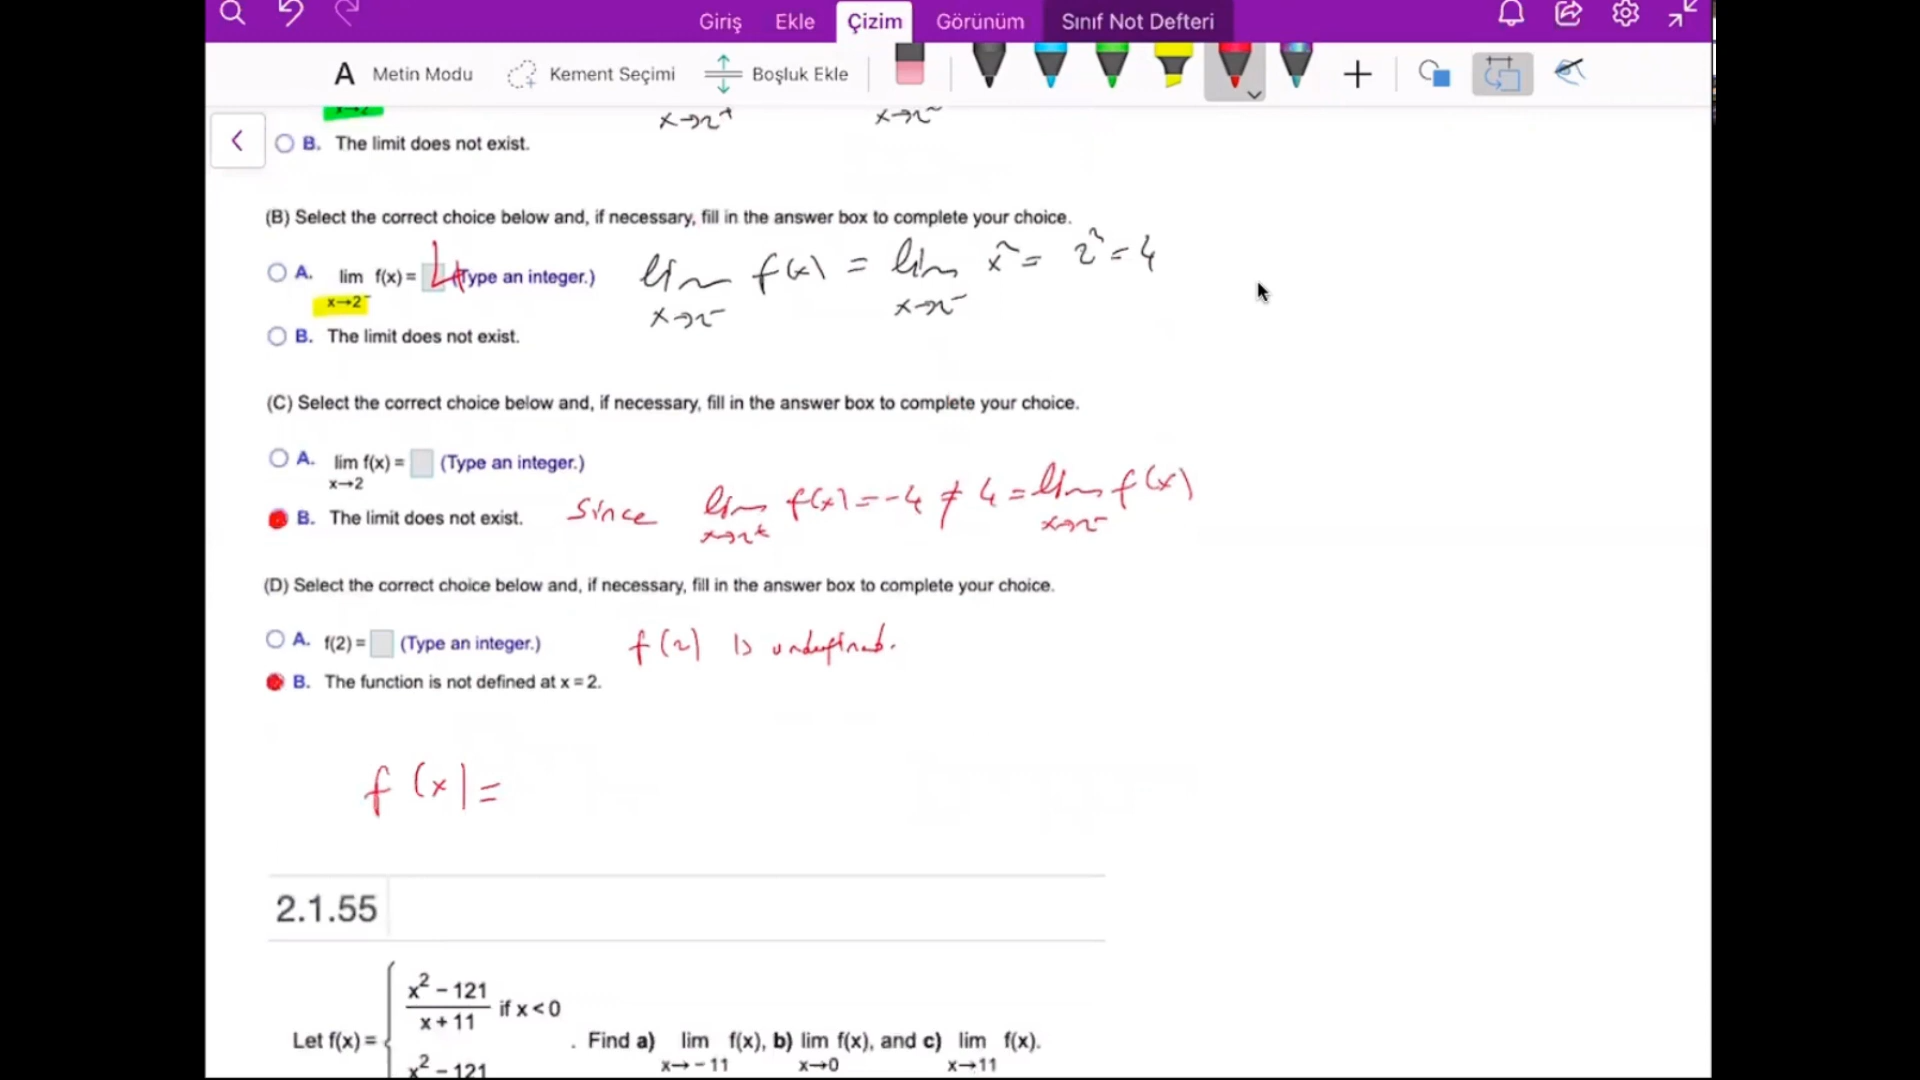 Giriş Ekle Çizim Görünüm Sınıf Not Defteri
A Metin Modu Kement Seçimi Boşluk Ekle
x→2⁺ x→2⁻
B. The limit does not exist.
(B) Select the correct choice below and, if necessary, fill in the answer box to complete your choice.
A. lim f(x) = 4 (Type an integer.) lim f(x) = lim x² = 2² = 4
x→2⁻ x→2⁻ x→2⁻
B. The limit does not exist.
(C) Select the correct choice below and, if necessary, fill in the answer box to complete your choice.
A. lim f(x) = (Type an integer.)
x→2
B. The limit does not exist. Since lim f(x) = -4 ≠ 4 = lim f(x)
x→2⁺ x→2⁻
(D) Select the correct choice below and, if necessary, fill in the answer box to complete your choice.
A. f(2) = (Type an integer.) f(2) is undefined.
B. The function is not defined at x = 2.
f(x) =
2.1.55
x² − 121
if x < 0
x + 11
Let f(x) = . Find a) lim f(x), b) lim f(x), and c) lim f(x).
x→ − 11 x→0 x→11
x² − 121